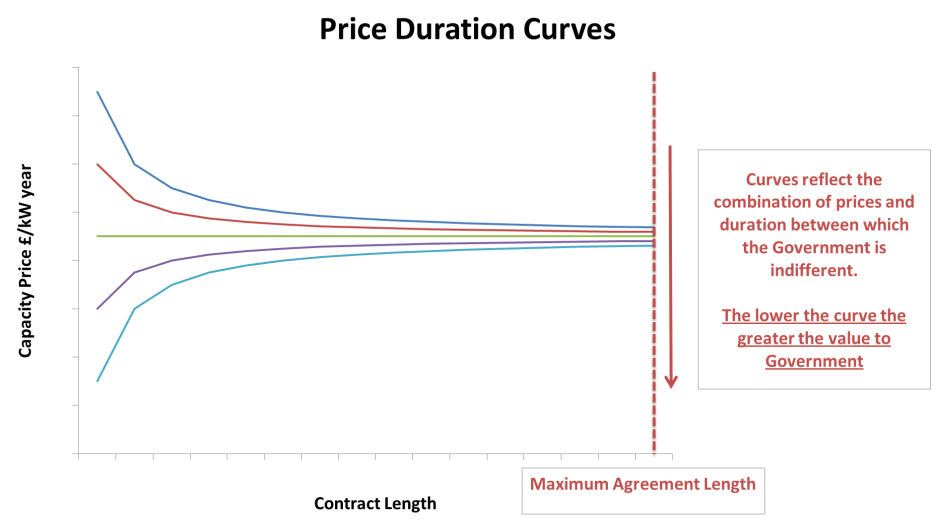 Price Duration Curves
Capacity Price £/kW year
Curves reflect the
combination of prices and
duration between which
the Government is
indifferent.
The lower the curve the
greater the value to
Government
Maximum Agreement Length
Contract Length